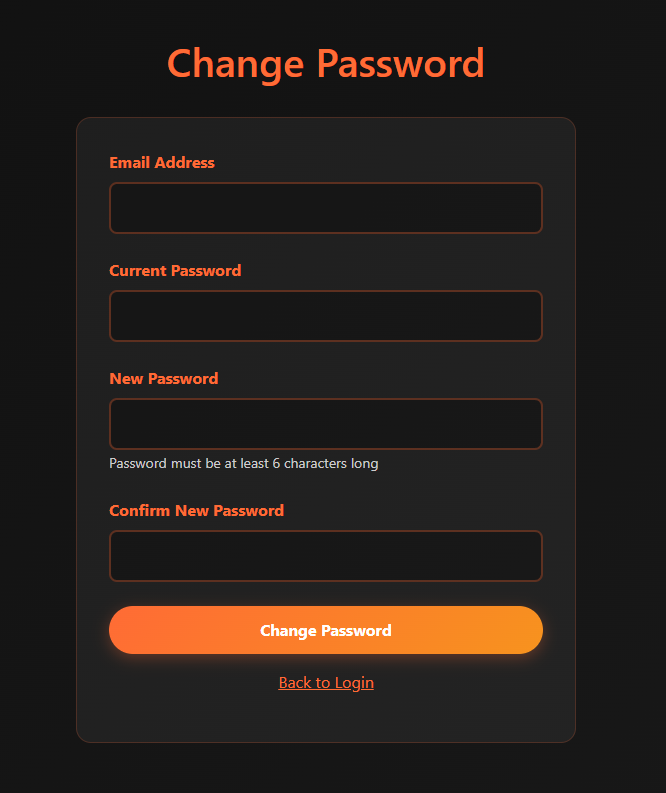 Change Password
Email Address
Current Password
New Password
Password must be at least 6 characters long
Confirm New Password
Change Password
Back to Login